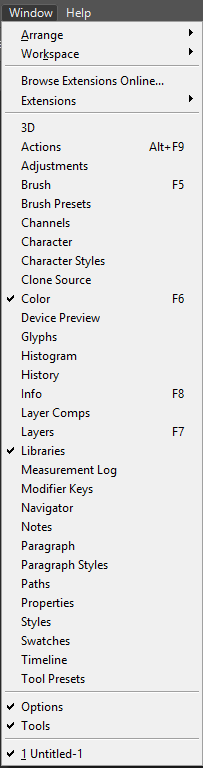 Window Help
Arrange
Workspace
Browse Extensions Online...
Extensions
3D
Actions Alt+F9
Adjustments
Brush F5
Brush Presets
Channels
Character
Character Styles
Clone Source
Color F6
Device Preview
Glyphs
Histogram
History
Info F8
Layer Comps
Layers F7
Libraries
Measurement Log
Modifier Keys
Navigator
Notes
Paragraph
Paragraph Styles
Paths
Properties
Styles
Swatches
Timeline
Tool Presets
Options
Tools
1 Untitled-1